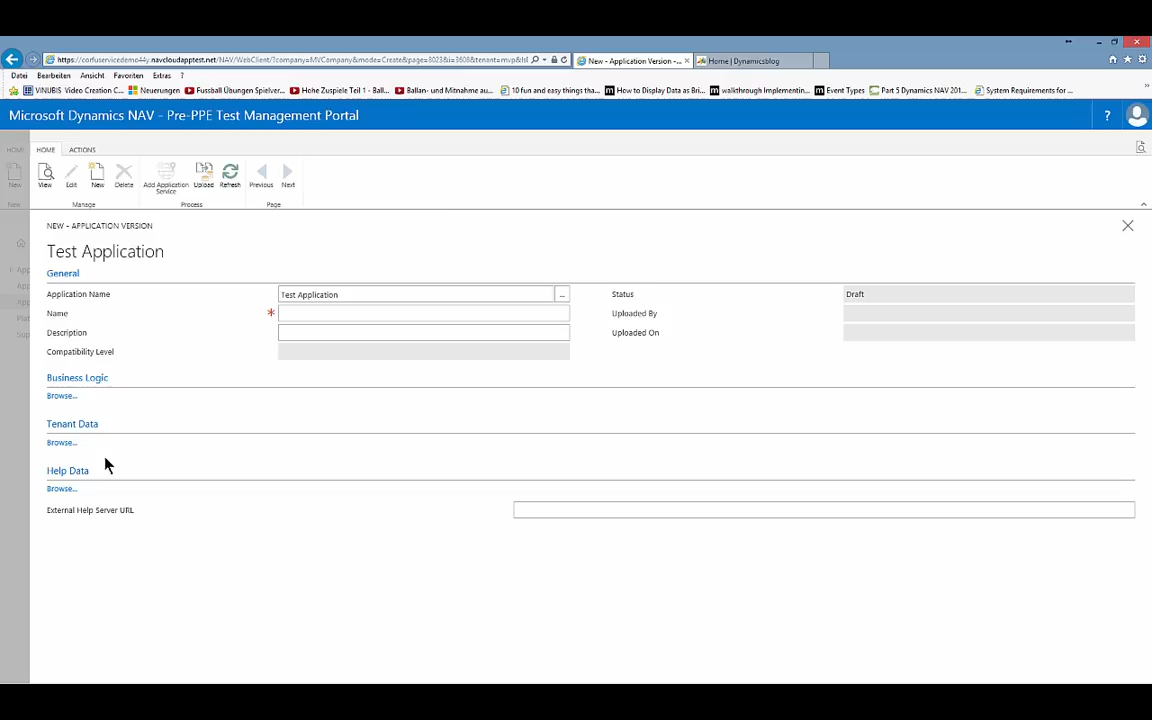 https://corfuservicedemo44y.navcloudapptest.net/NAV/WebClient/?company=MVCompany&mode=Create&page=8023&i=3608&tenant=mvp&
New - Application Version -...
Home | Dynamicsblog
Datei Bearbeiten Ansicht Favoriten Extras ?
VINUBIS Video Creation C... Neuerungen Fussball Übungen Spielver... Hohe Zuspiele Teil 1 - Ball... Ballan- und Mitnahme au... 10 fun and easy things tha... How to Display Data as Bri... walkthrough Implementin... Event Types Part 5 Dynamics NAV 201... System Requirements for ...
Microsoft Dynamics NAV - Pre-PPE Test Management Portal ?
HOME ACTIONS
View Edit New Delete Add Application Service Upload Refresh Previous Next
Manage Process Page
NEW - APPLICATION VERSION
Test Application
General
Application Name Test Application ... Status Draft
Name * Uploaded By
Description Uploaded On
Compatibility Level
Business Logic
Browse...
Tenant Data
Browse...
Help Data
Browse...
External Help Server URL